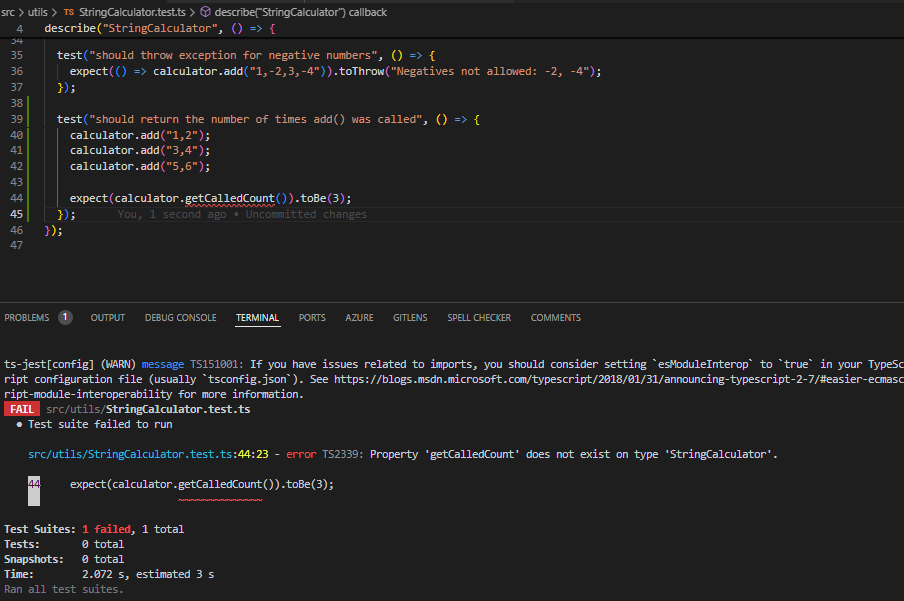 src > utils > TS StringCalculator.test.ts > describe("StringCalculator") callback
4 describe("StringCalculator", () => {
34
35 test("should throw exception for negative numbers", () => {
36 expect(() => calculator.add("1,-2,3,-4")).toThrow("Negatives not allowed: -2, -4");
37 });
38
39 test("should return the number of times add() was called", () => {
40 calculator.add("1,2");
41 calculator.add("3,4");
42 calculator.add("5,6");
43
44 expect(calculator.getCalledCount()).toBe(3);
45 }); You, 1 second ago • Uncommitted changes
46 });
47
PROBLEMS 1 OUTPUT DEBUG CONSOLE TERMINAL PORTS AZURE GITLENS SPELL CHECKER COMMENTS
ts-jest[config] (WARN) message TS151001: If you have issues related to imports, you should consider setting `esModuleInterop` to `true` in your TypeSc
ript configuration file (usually `tsconfig.json`). See https://blogs.msdn.microsoft.com/typescript/2018/01/31/announcing-typescript-2-7/#easier-ecmasc
ript-module-interoperability for more information.
FAIL src/utils/StringCalculator.test.ts
● Test suite failed to run
src/utils/StringCalculator.test.ts:44:23 - error TS2339: Property 'getCalledCount' does not exist on type 'StringCalculator'.
44 expect(calculator.getCalledCount()).toBe(3);
~~~~~~~~~~~~~~
Test Suites: 1 failed, 1 total
Tests: 0 total
Snapshots: 0 total
Time: 2.072 s, estimated 3 s
Ran all test suites.